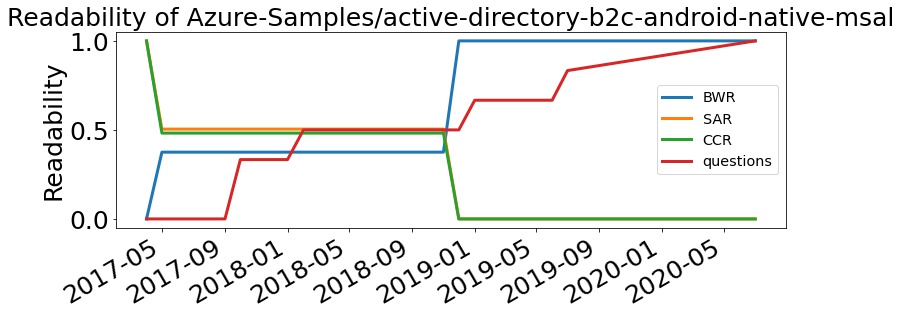 Readability of Azure-Samples/active-directory-b2c-android-native-msal
Readability
1.0
0.5
0.0
BWR
SAR
CCR
questions
2017-05
2017-09
2018-01
2018-05
2018-09
2019-01
2019-05
2019-09
2020-01
2020-05